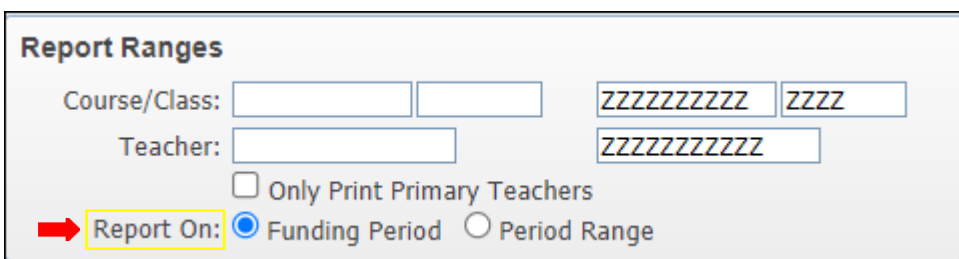 Report Ranges
Course/Class: ZZZZZZZZZZ ZZZZ
Teacher: ZZZZZZZZZZZ
Only Print Primary Teachers
Report On: Funding Period Period Range